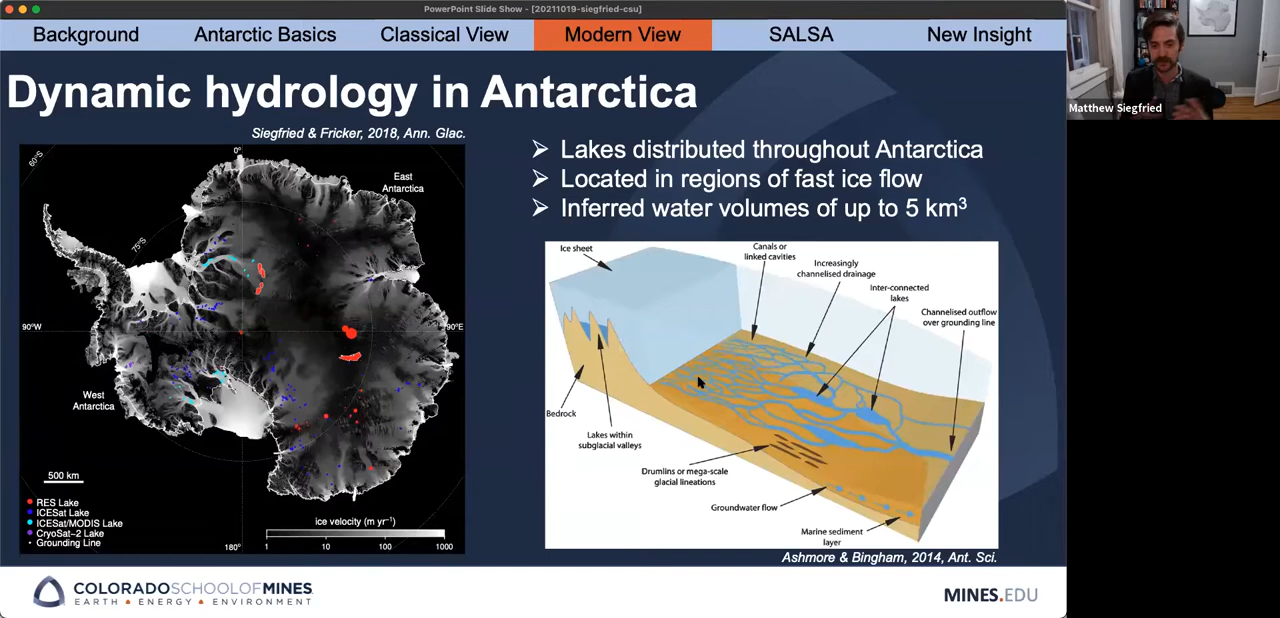 PowerPoint Slide Show - [20211019-siegfried-csu]
Background Antarctic Basics Classical View Modern View SALSA New Insight
Dynamic hydrology in Antarctica
Siegfried & Fricker, 2018, Ann. Glac.
60°S
0°
East
Antarctica
75°S
90°W
90°E
West
Antarctica
500 km
RES Lake
ICESat Lake
ICESat/MODIS Lake
CryoSat-2 Lake
Grounding Line
180°
ice velocity (m yr⁻¹)
1 10 100 1000
➢ Lakes distributed throughout Antarctica
➢ Located in regions of fast ice flow
➢ Inferred water volumes of up to 5 km³
Ice sheet
Canals or
linked cavities
Increasingly
channelised drainage
Inter-connected
lakes
Channelised outflow
over grounding line
Bedrock
Lakes within
subglacial valleys
Drumlins or mega-scale
glacial lineations
Groundwater flow
Marine sediment
layer
Ashmore & Bingham, 2014, Ant. Sci.
COLORADOSCHOOLOFMINES
EARTH • ENERGY • ENVIRONMENT
MINES.EDU
Matthew Siegfried